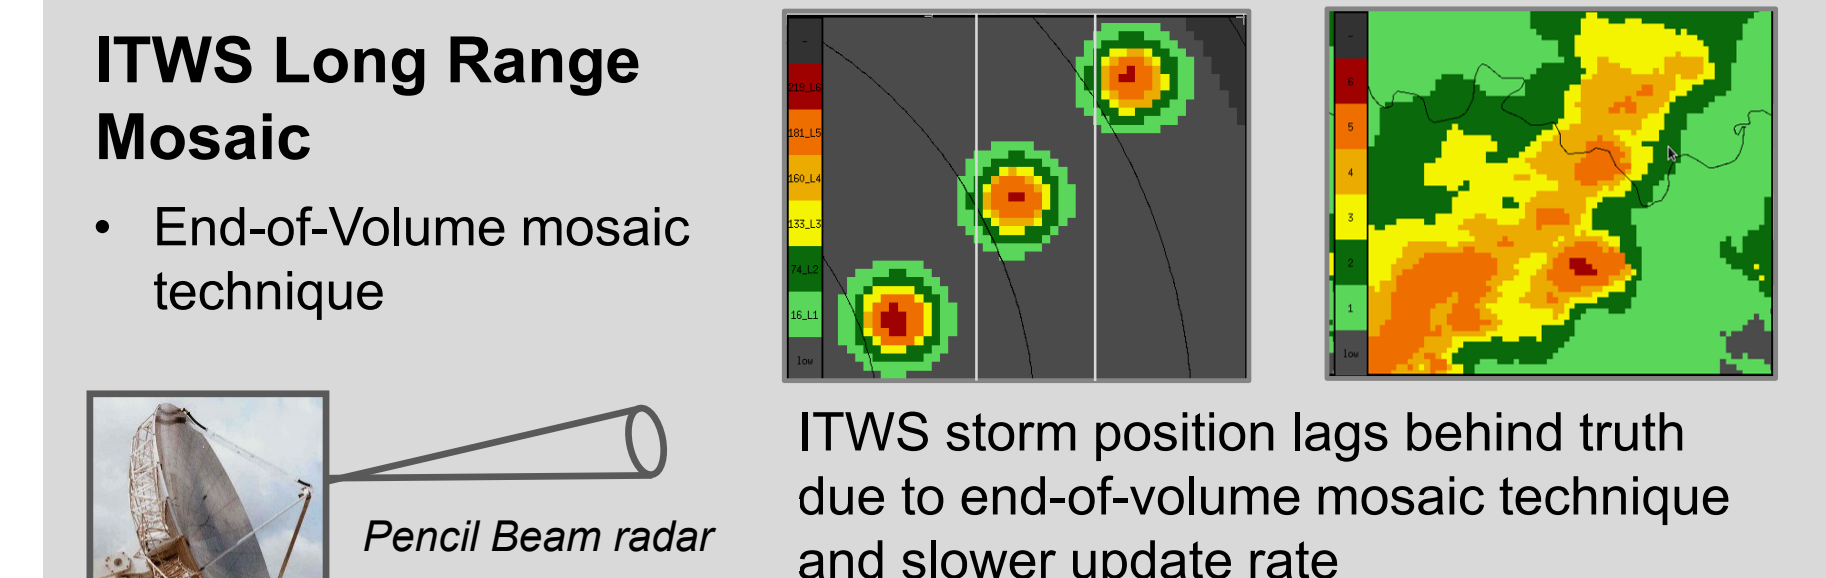 ITWS Long Range
Mosaic
• End-of-Volume mosaic
technique
Pencil Beam radar
-
219_L6
181_L5
160_L4
133_L3
74_L2
16_L1
low
-
6
5
4
3
2
1
low
ITWS storm position lags behind truth
due to end-of-volume mosaic technique
and slower update rate